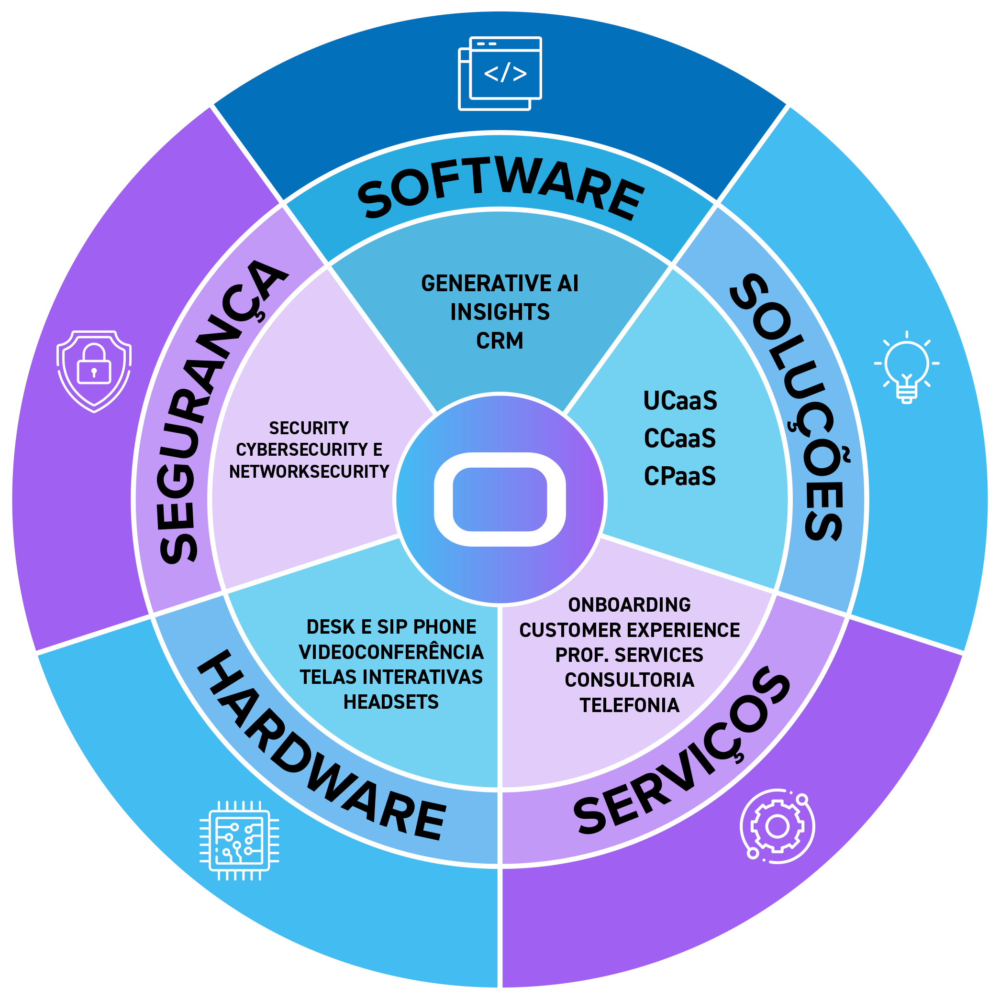 SOFTWARE
GENERATIVE AI
INSIGHTS
CRM
SOLUÇÕES
UCaaS
CCaaS
CPaaS
SERVIÇOS
ONBOARDING
CUSTOMER EXPERIENCE
PROF. SERVICES
CONSULTORIA
TELEFONIA
HARDWARE
DESK E SIP PHONE
VIDEOCONFERÊNCIA
TELAS INTERATIVAS
HEADSETS
SEGURANÇA
SECURITY
CYBERSECURITY E
NETWORKSECURITY